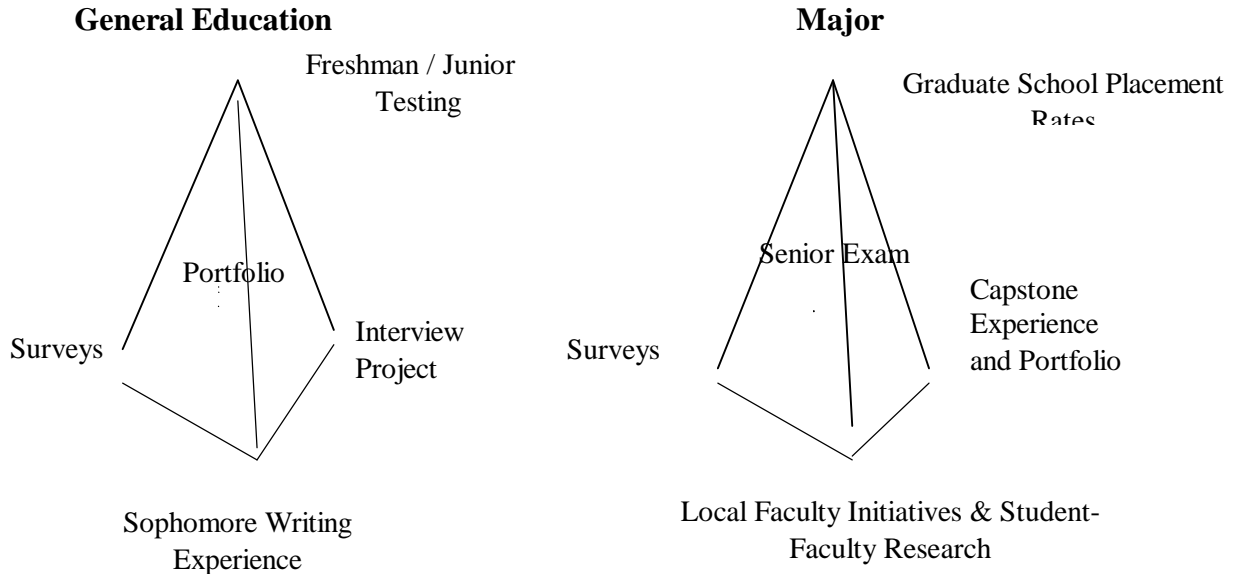 General Education
Freshman / Junior
Testing
Portfolio
Surveys
Interview
Project
Sophomore Writing
Experience
Major
Graduate School Placement
Rates
Senior Exam
Surveys
Capstone
Experience
and Portfolio
Local Faculty Initiatives & Student-
Faculty Research